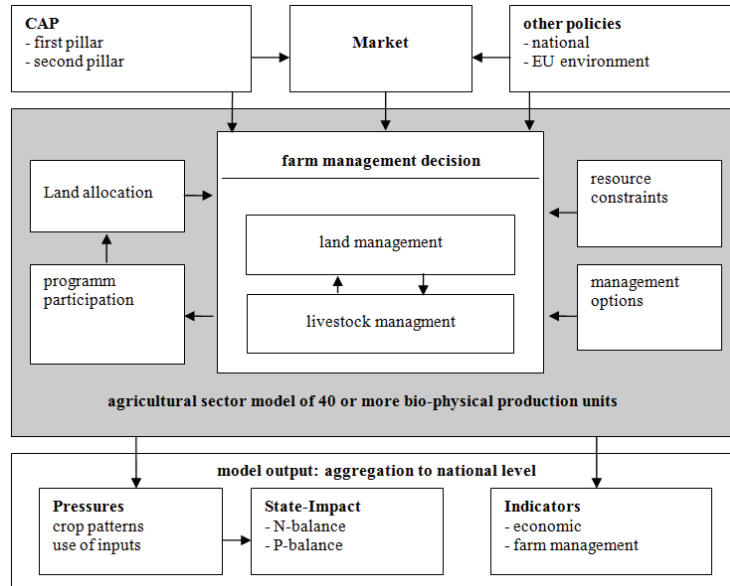 CAP
- first pillar
- second pillar
Market
other policies
- national
- EU environment
farm management decision
Land allocation
resource
constraints
land management
programm
participation
management
options
livestock managment
agricultural sector model of 40 or more bio-physical production units
model output: aggregation to national level
Pressures
crop patterns
use of inputs
State-Impact
- N-balance
- P-balance
Indicators
- economic
- farm management